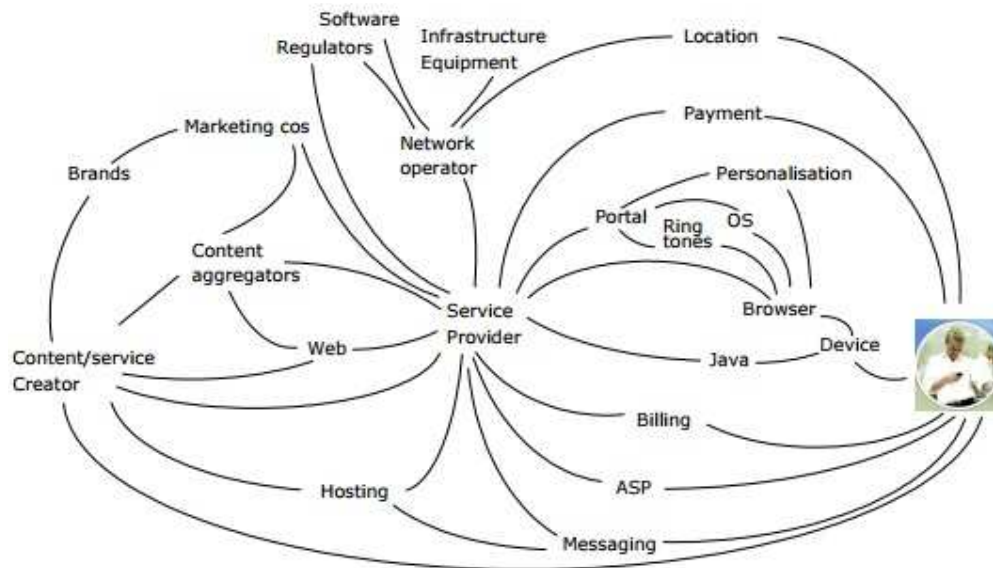 Software
Regulators
Infrastructure
Equipment
Location
Marketing cos
Payment
Network
operator
Brands
Personalisation
Portal
OS
Ring
tones
Content
aggregators
Service
Provider
Browser
Web
Java
Device
Content/service
Creator
Billing
Hosting
ASP
Messaging